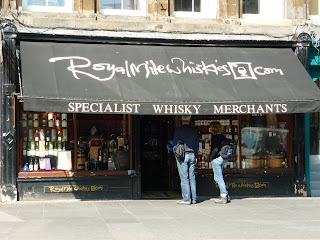 RoyalMilewhiskies.com
SPECIALIST WHISKY MERCHANTS